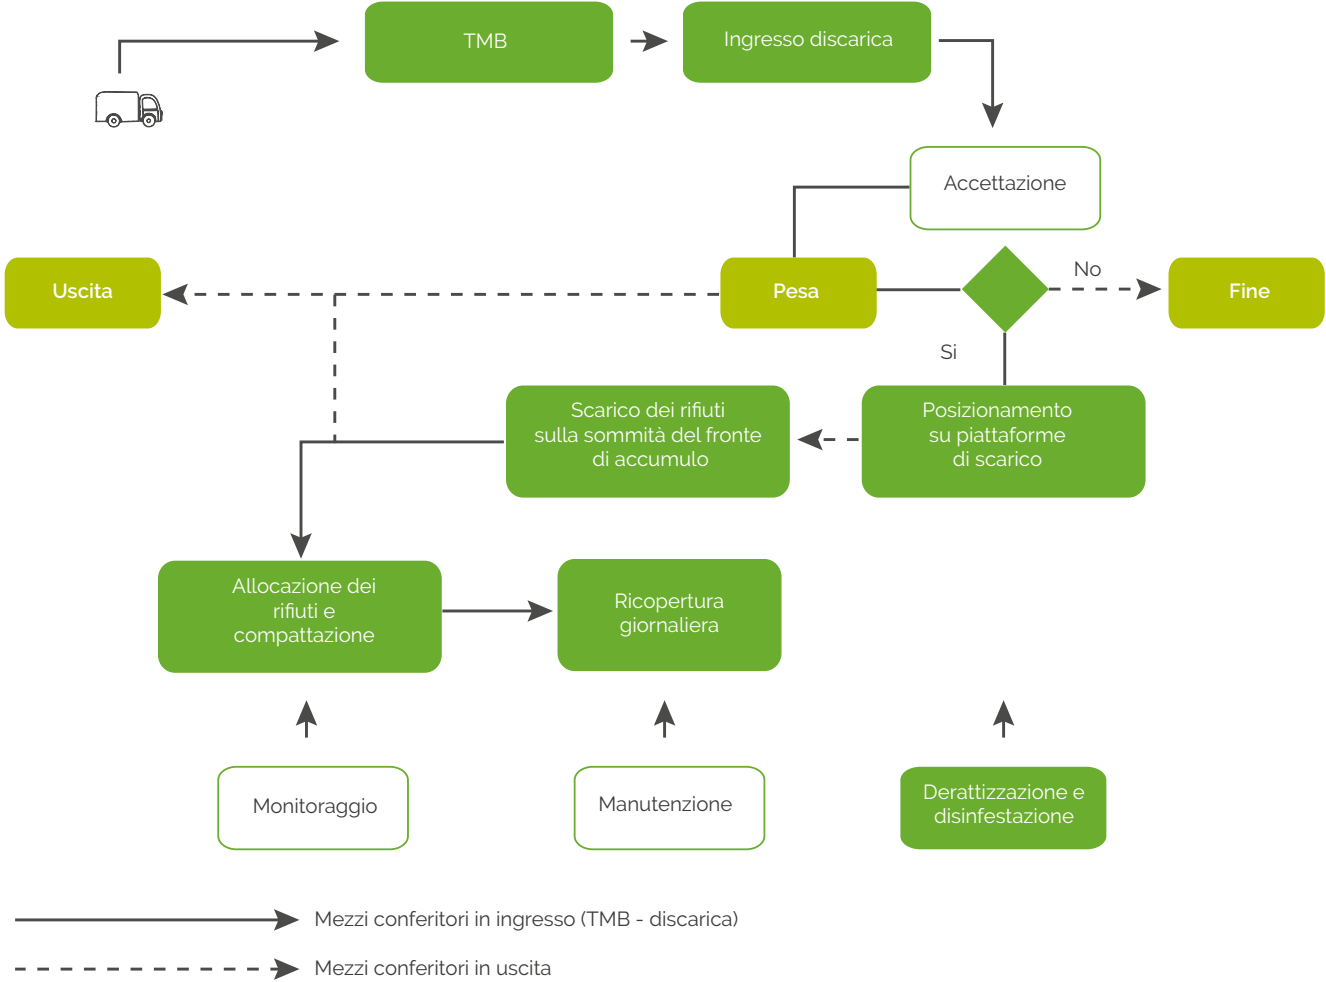 TMB
Ingresso discarica
Accettazione
Uscita
Pesa
No
Fine
Si
Scarico dei rifiuti
sulla sommità del fronte
di accumulo
Posizionamento
su piattaforme
di scarico
Allocazione dei
rifiuti e
compattazione
Ricopertura
giornaliera
Monitoraggio
Manutenzione
Derattizzazione e
disinfestazione
Mezzi conferitori in ingresso (TMB - discarica)
Mezzi conferitori in uscita